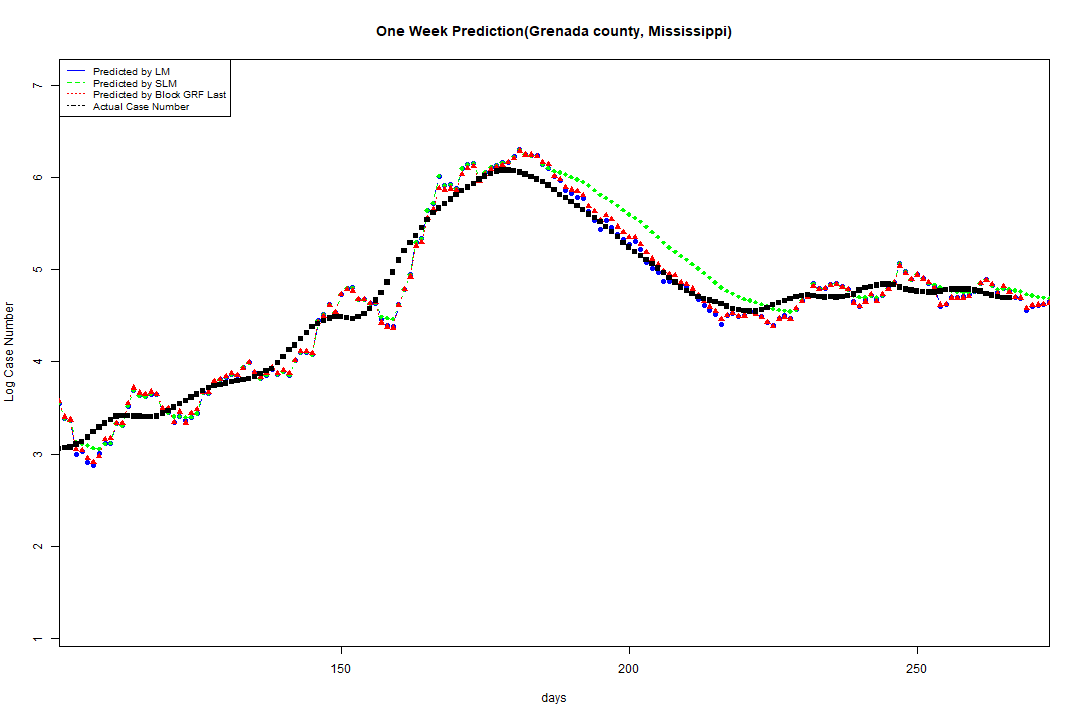 One Week Prediction(Grenada county, Mississippi)
Predicted by LM
Predicted by SLM
Predicted by Block GRF Last
Actual Case Number
7
6
5
4
3
2
1
Log Case Number
150
200
250
days